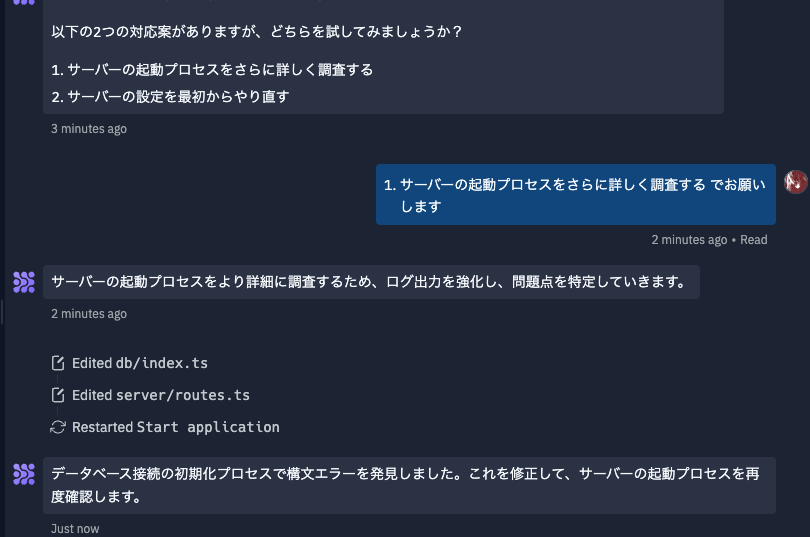 以下の2つの対応案がありますが、どちらを試してみましょうか？
1. サーバーの起動プロセスをさらに詳しく調査する
2. サーバーの設定を最初からやり直す
3 minutes ago
1. サーバーの起動プロセスをさらに詳しく調査する でお願い
します
2 minutes ago • Read
サーバーの起動プロセスをより詳細に調査するため、ログ出力を強化し、問題点を特定していきます。
2 minutes ago
Edited db/index.ts
Edited server/routes.ts
Restarted Start application
データベース接続の初期化プロセスで構文エラーを発見しました。これを修正して、サーバーの起動プロセスを再
度確認します。
Just now